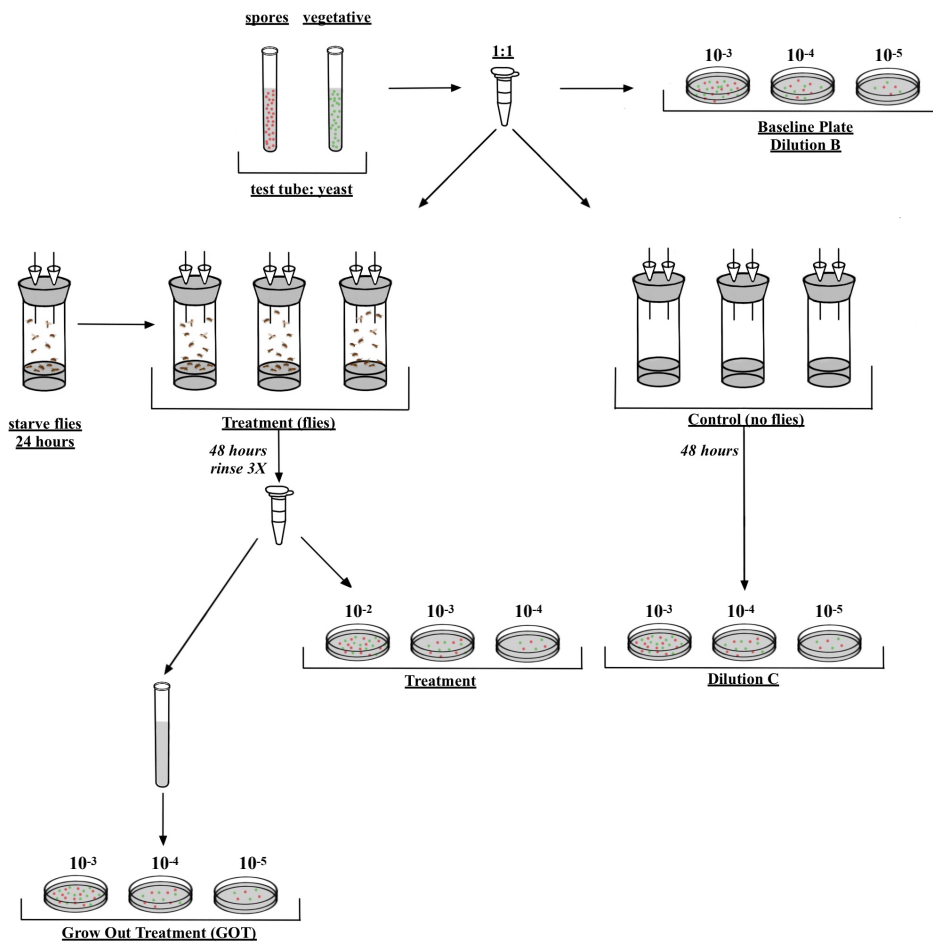 spores vegetative
1:1
10-3 10-4 10-5
Baseline Plate
Dilution B
test tube: yeast
starve flies
24 hours
Treatment (flies)
48 hours
rinse 3X
Control (no flies)
48 hours
10-2 10-3 10-4
Treatment
10-3 10-4 10-5
Dilution C
10-3 10-4 10-5
Grow Out Treatment (GOT)